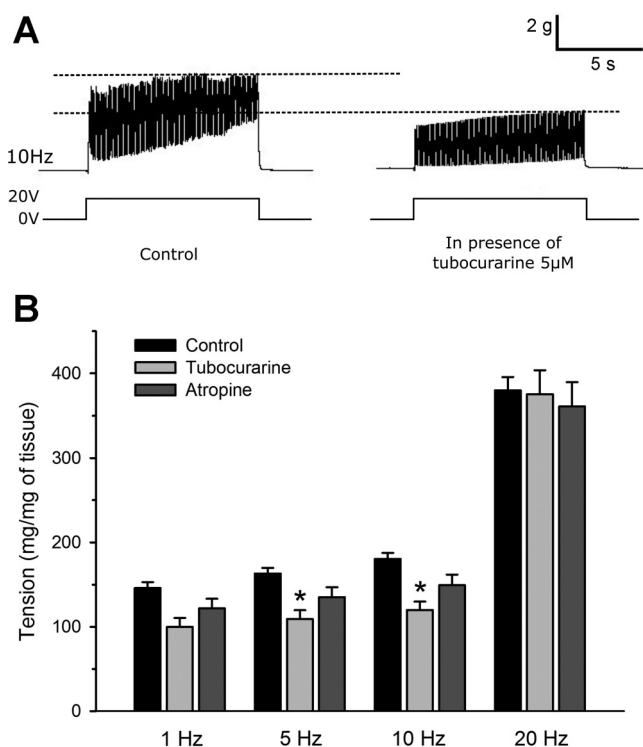 A
2 g
5 s
10Hz
20V
0V
Control
In presence of
tubocurarine 5µM
B
Tension (mg/mg of tissue)
400
300
200
100
0
Control
Tubocurarine
Atropine
*
*
1 Hz
5 Hz
10 Hz
20 Hz